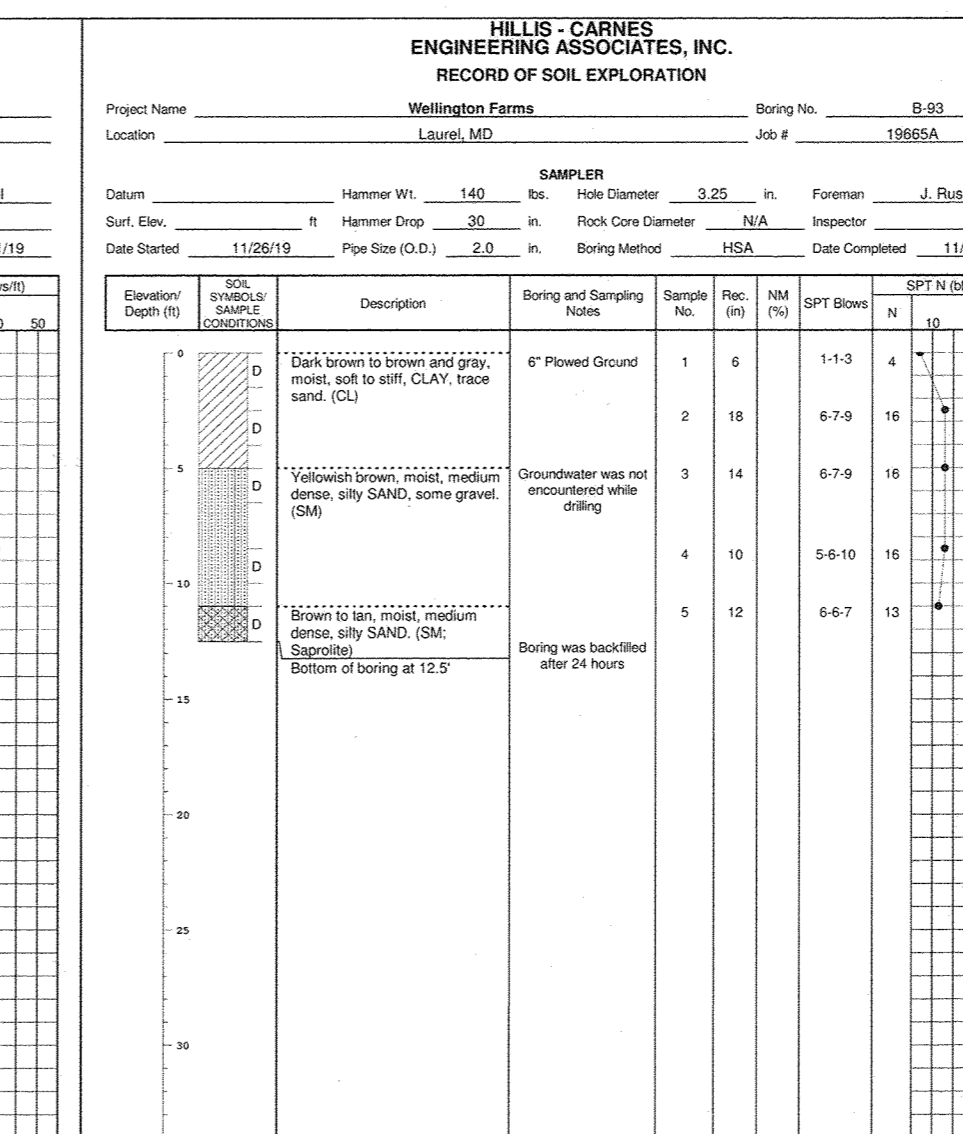 HILLIS - CARNES
ENGINEERING ASSOCIATES, INC.
RECORD OF SOIL EXPLORATION
Project Name Wellington Farms Boring No. B-93
Location Laurel, MD Job # 19665A
SAMPLER
Datum Hammer Wt. 140 lbs. Hole Diameter 3.25 in. Foreman J. Rus
Surf. Elev. ft Hammer Drop 30 in. Rock Core Diameter N/A Inspector
/19 Date Started 11/26/19 Pipe Size (O.D.) 2.0 in. Boring Method HSA Date Completed 11/
vs/ft)
50
Elevation/
Depth (ft)
SOIL
SYMBOLS/
SAMPLE
CONDITIONS
Description
Boring and Sampling
Notes
Sample
No.
Rec.
(in)
NM
(%)
SPT Blows
SPT N (bl
N
10
0
D
Dark brown to brown and gray,
moist, soft to stiff, CLAY, trace
sand. (CL)
6" Plowed Ground
1 6 1-1-3 4
D
2 18 6-7-9 16
5
D
Yellowish brown, moist, medium
dense, silty SAND, some gravel.
(SM)
Groundwater was not
encountered while
drilling
3 14 6-7-9 16
D
4 10 5-6-10 16
10
D
Brown to tan, moist, medium
dense, silty SAND. (SM;
Saprolite)
5 12 6-6-7 13
Bottom of boring at 12.5'
Boring was backfilled
after 24 hours
15
20
25
30